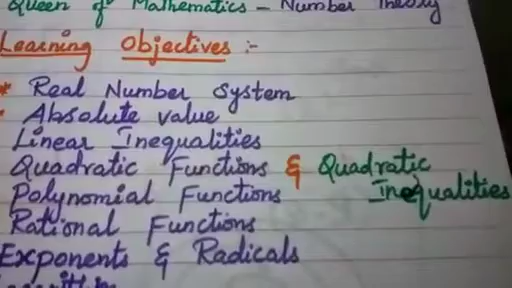 Queen of Mathematics - Number Theory
Learning Objectives :-
* Real Number System
• Absolute value
Linear Inequalities
Quadratic Functions & Quadratic Inequalities
Polynomial Functions
Rational Functions
Exponents & Radicals